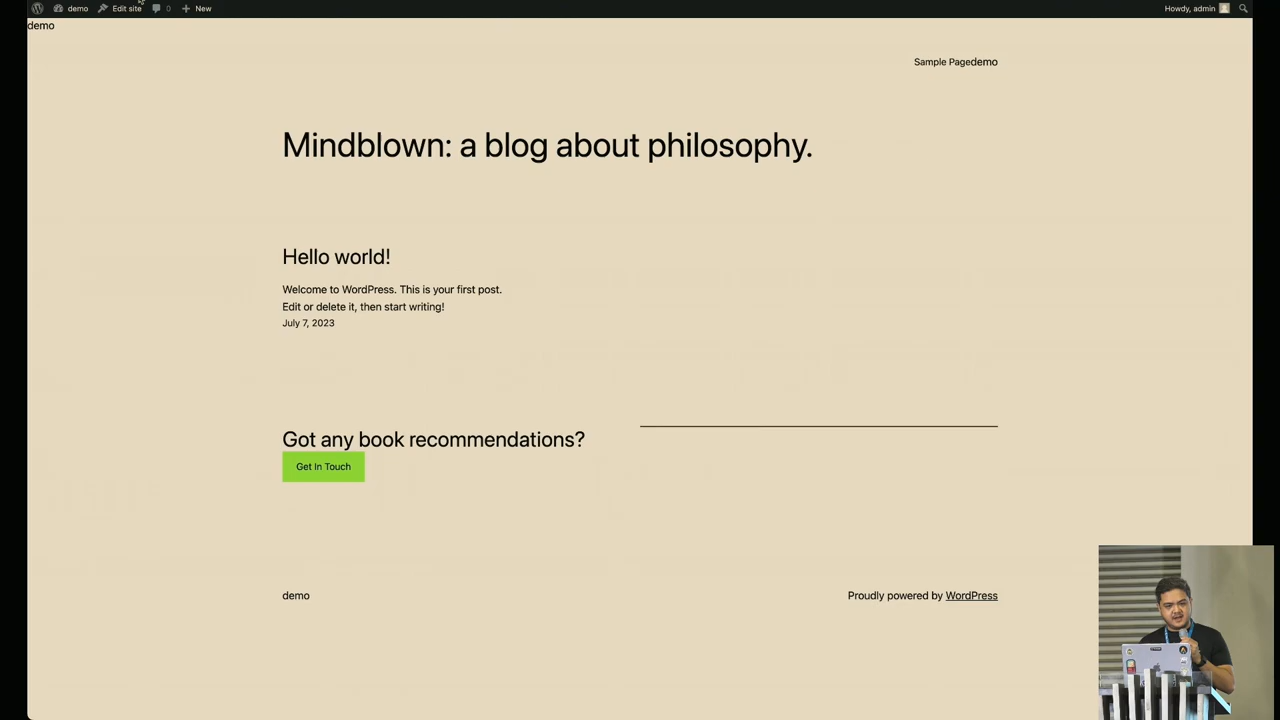 demo Edit site 0 New Howdy, admin
demo
Sample Pagedemo
Mindblown: a blog about philosophy.
Hello world!
Welcome to WordPress. This is your first post.
Edit or delete it, then start writing!
July 7, 2023
Got any book recommendations?
Get In Touch
demo Proudly powered by WordPress